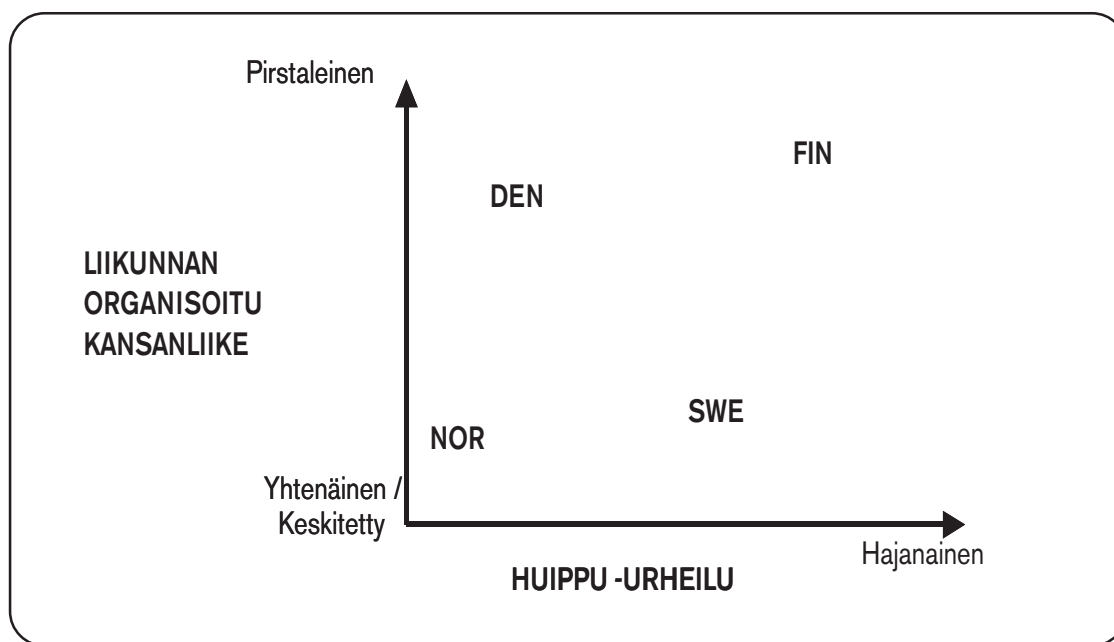 Pirstaleinen
FIN
DEN
LIIKUNNAN
ORGANISOITU
KANSANLIIKE
SWE
NOR
Yhtenäinen /
Keskitetty
Hajanainen
HUIPPU -URHEILU